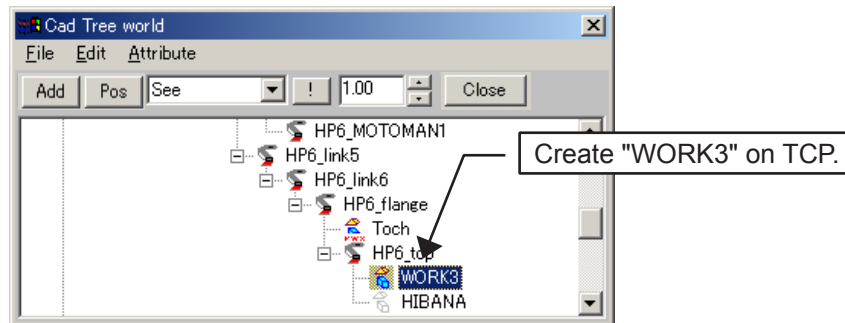 Cad Tree world
File Edit Attribute
Add Pos See ! 1.00 Close
HP6_MOTOMAN1
HP6_link5
HP6_link6
HP6_flange
Toch
HP6_top
WORK3
HIBANA
Create "WORK3" on TCP.